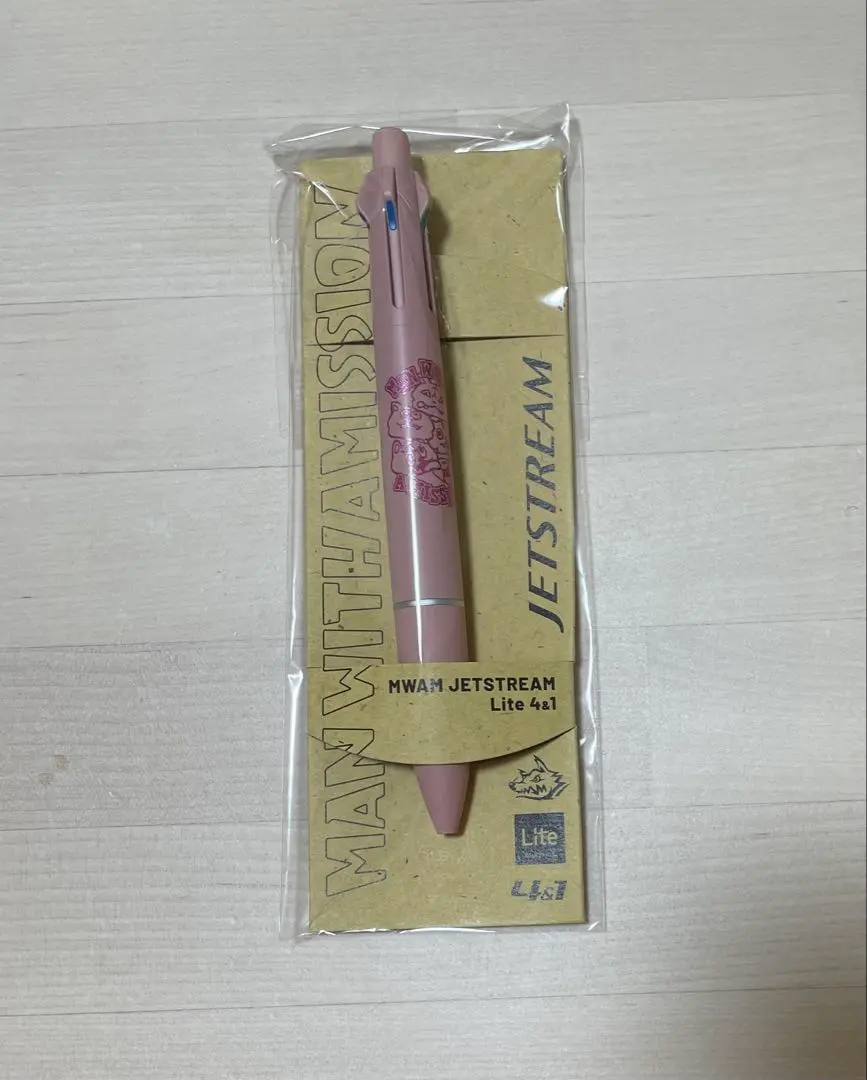 MAN WITH A MISSION
JETSTREAM
MWAM JETSTREAM
Lite 4&1
Lite
4&1